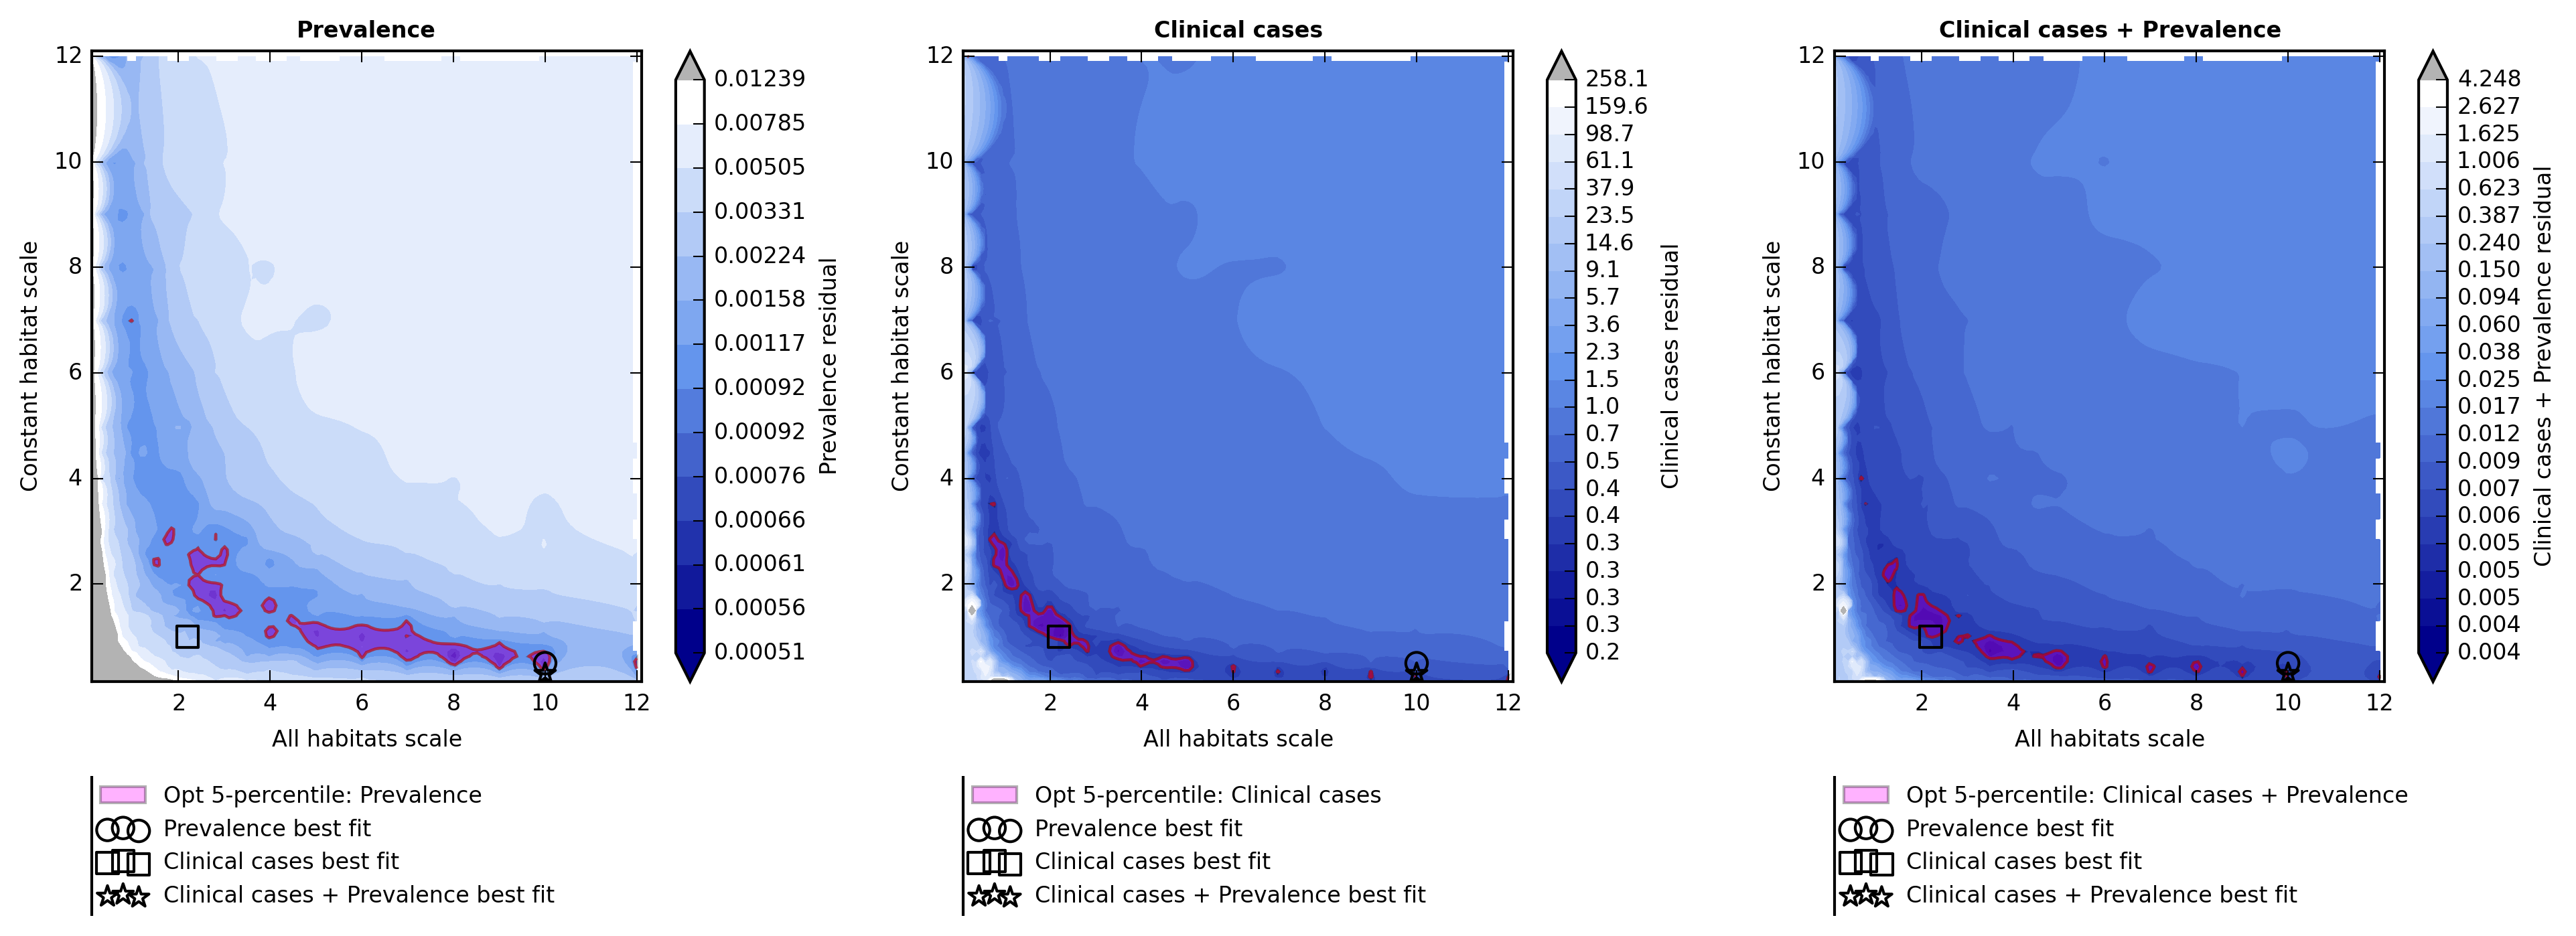 Prevalence
12
10
8
6
4
2
Constant habitat scale
2 4 6 8 10 12
All habitats scale
0.01239
0.00785
0.00505
0.00331
0.00224
0.00158
0.00117
0.00092
0.00092
0.00076
0.00066
0.00061
0.00056
0.00051
Prevalence residual
Opt 5-percentile: Prevalence
Prevalence best fit
Clinical cases best fit
Clinical cases + Prevalence best fit
Clinical cases
12
10
8
6
4
2
Constant habitat scale
2 4 6 8 10 12
All habitats scale
258.1
159.6
98.7
61.1
37.9
23.5
14.6
9.1
5.7
3.6
2.3
1.5
1.0
0.7
0.5
0.4
0.4
0.3
0.3
0.3
0.3
0.2
Clinical cases residual
Opt 5-percentile: Clinical cases
Prevalence best fit
Clinical cases best fit
Clinical cases + Prevalence best fit
Clinical cases + Prevalence
12
10
8
6
4
2
Constant habitat scale
2 4 6 8 10 12
All habitats scale
4.248
2.627
1.625
1.006
0.623
0.387
0.240
0.150
0.094
0.060
0.038
0.025
0.017
0.012
0.009
0.007
0.006
0.005
0.005
0.005
0.004
0.004
Clinical cases + Prevalence residual
Opt 5-percentile: Clinical cases + Prevalence
Prevalence best fit
Clinical cases best fit
Clinical cases + Prevalence best fit